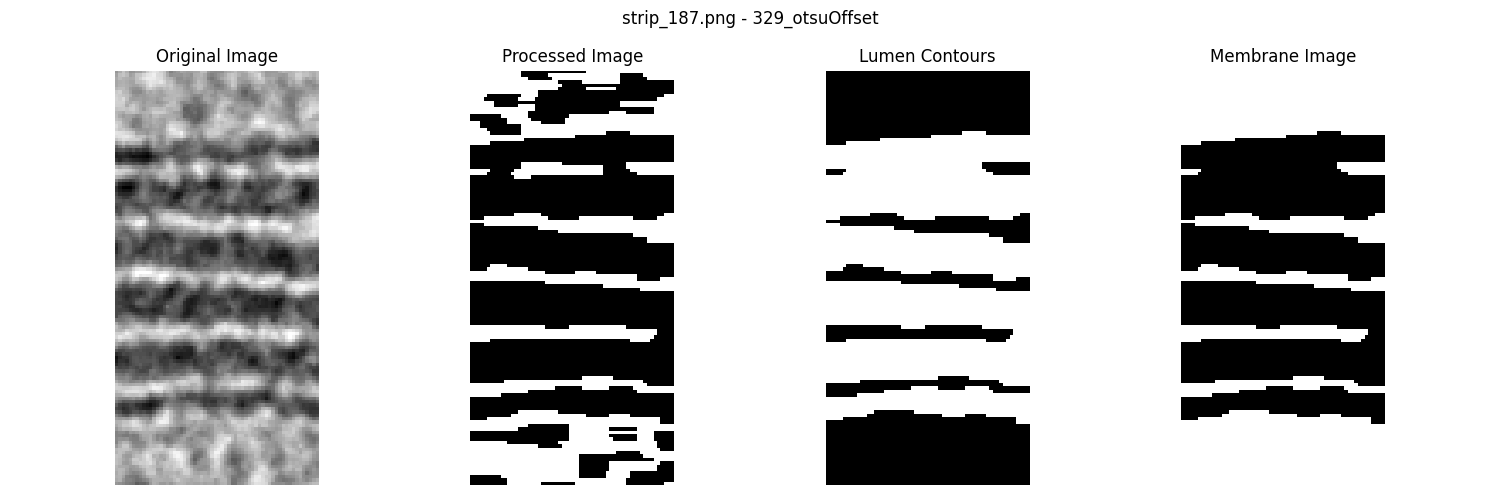 strip_187.png - 329_otsuOffset
Original Image
Processed Image
Lumen Contours
Membrane Image